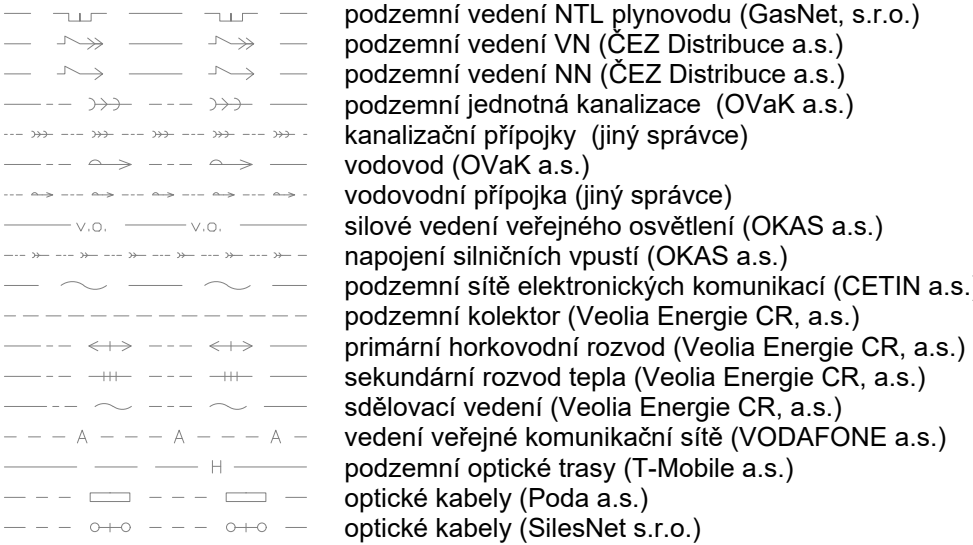 podzemní vedení NTL plynovodu (GasNet, s.r.o.)
podzemní vedení VN (ČEZ Distribuce a.s.)
podzemní vedení NN (ČEZ Distribuce a.s.)
podzemní jednotná kanalizace (OVaK a.s.)
kanalizační přípojky (jiný správce)
vodovod (OVaK a.s.)
vodovodní přípojka (jiný správce)
V.O. V.O. silové vedení veřejného osvětlení (OKAS a.s.)
napojení silničních vpustí (OKAS a.s.)
podzemní sítě elektronických komunikací (CETIN a.s.)
podzemní kolektor (Veolia Energie CR, a.s.)
primární horkovodní rozvod (Veolia Energie CR, a.s.)
sekundární rozvod tepla (Veolia Energie CR, a.s.)
sdělovací vedení (Veolia Energie CR, a.s.)
A A A vedení veřejné komunikační sítě (VODAFONE a.s.)
H podzemní optické trasy (T-Mobile a.s.)
optické kabely (Poda a.s.)
optické kabely (SilesNet s.r.o.)